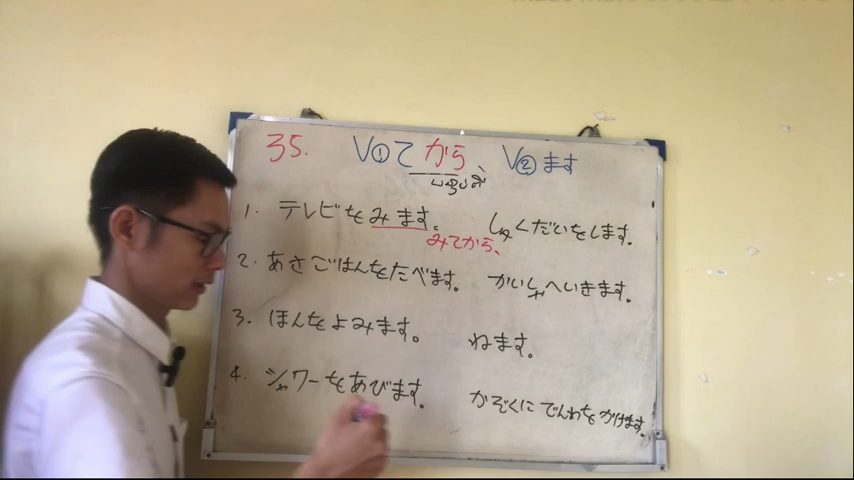 35. V①て から、V②ます
1. テレビをみます。 しゅくだいをします。
みてから、
2. あさごはんをたべます。 かいしゃへいきます。
3. ほんをよみます。 ねます。
4. シャワーをあびます。 かぞくに でんわを かけます。